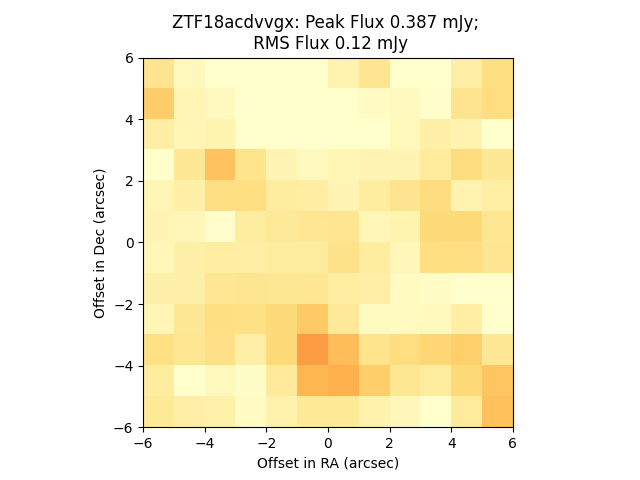 ZTF18acdvvgx: Peak Flux 0.387 mJy;
RMS Flux 0.12 mJy
6
4
2
0
−2
−4
−6
Offset in Dec (arcsec)
−6 −4 −2 0 2 4 6
Offset in RA (arcsec)